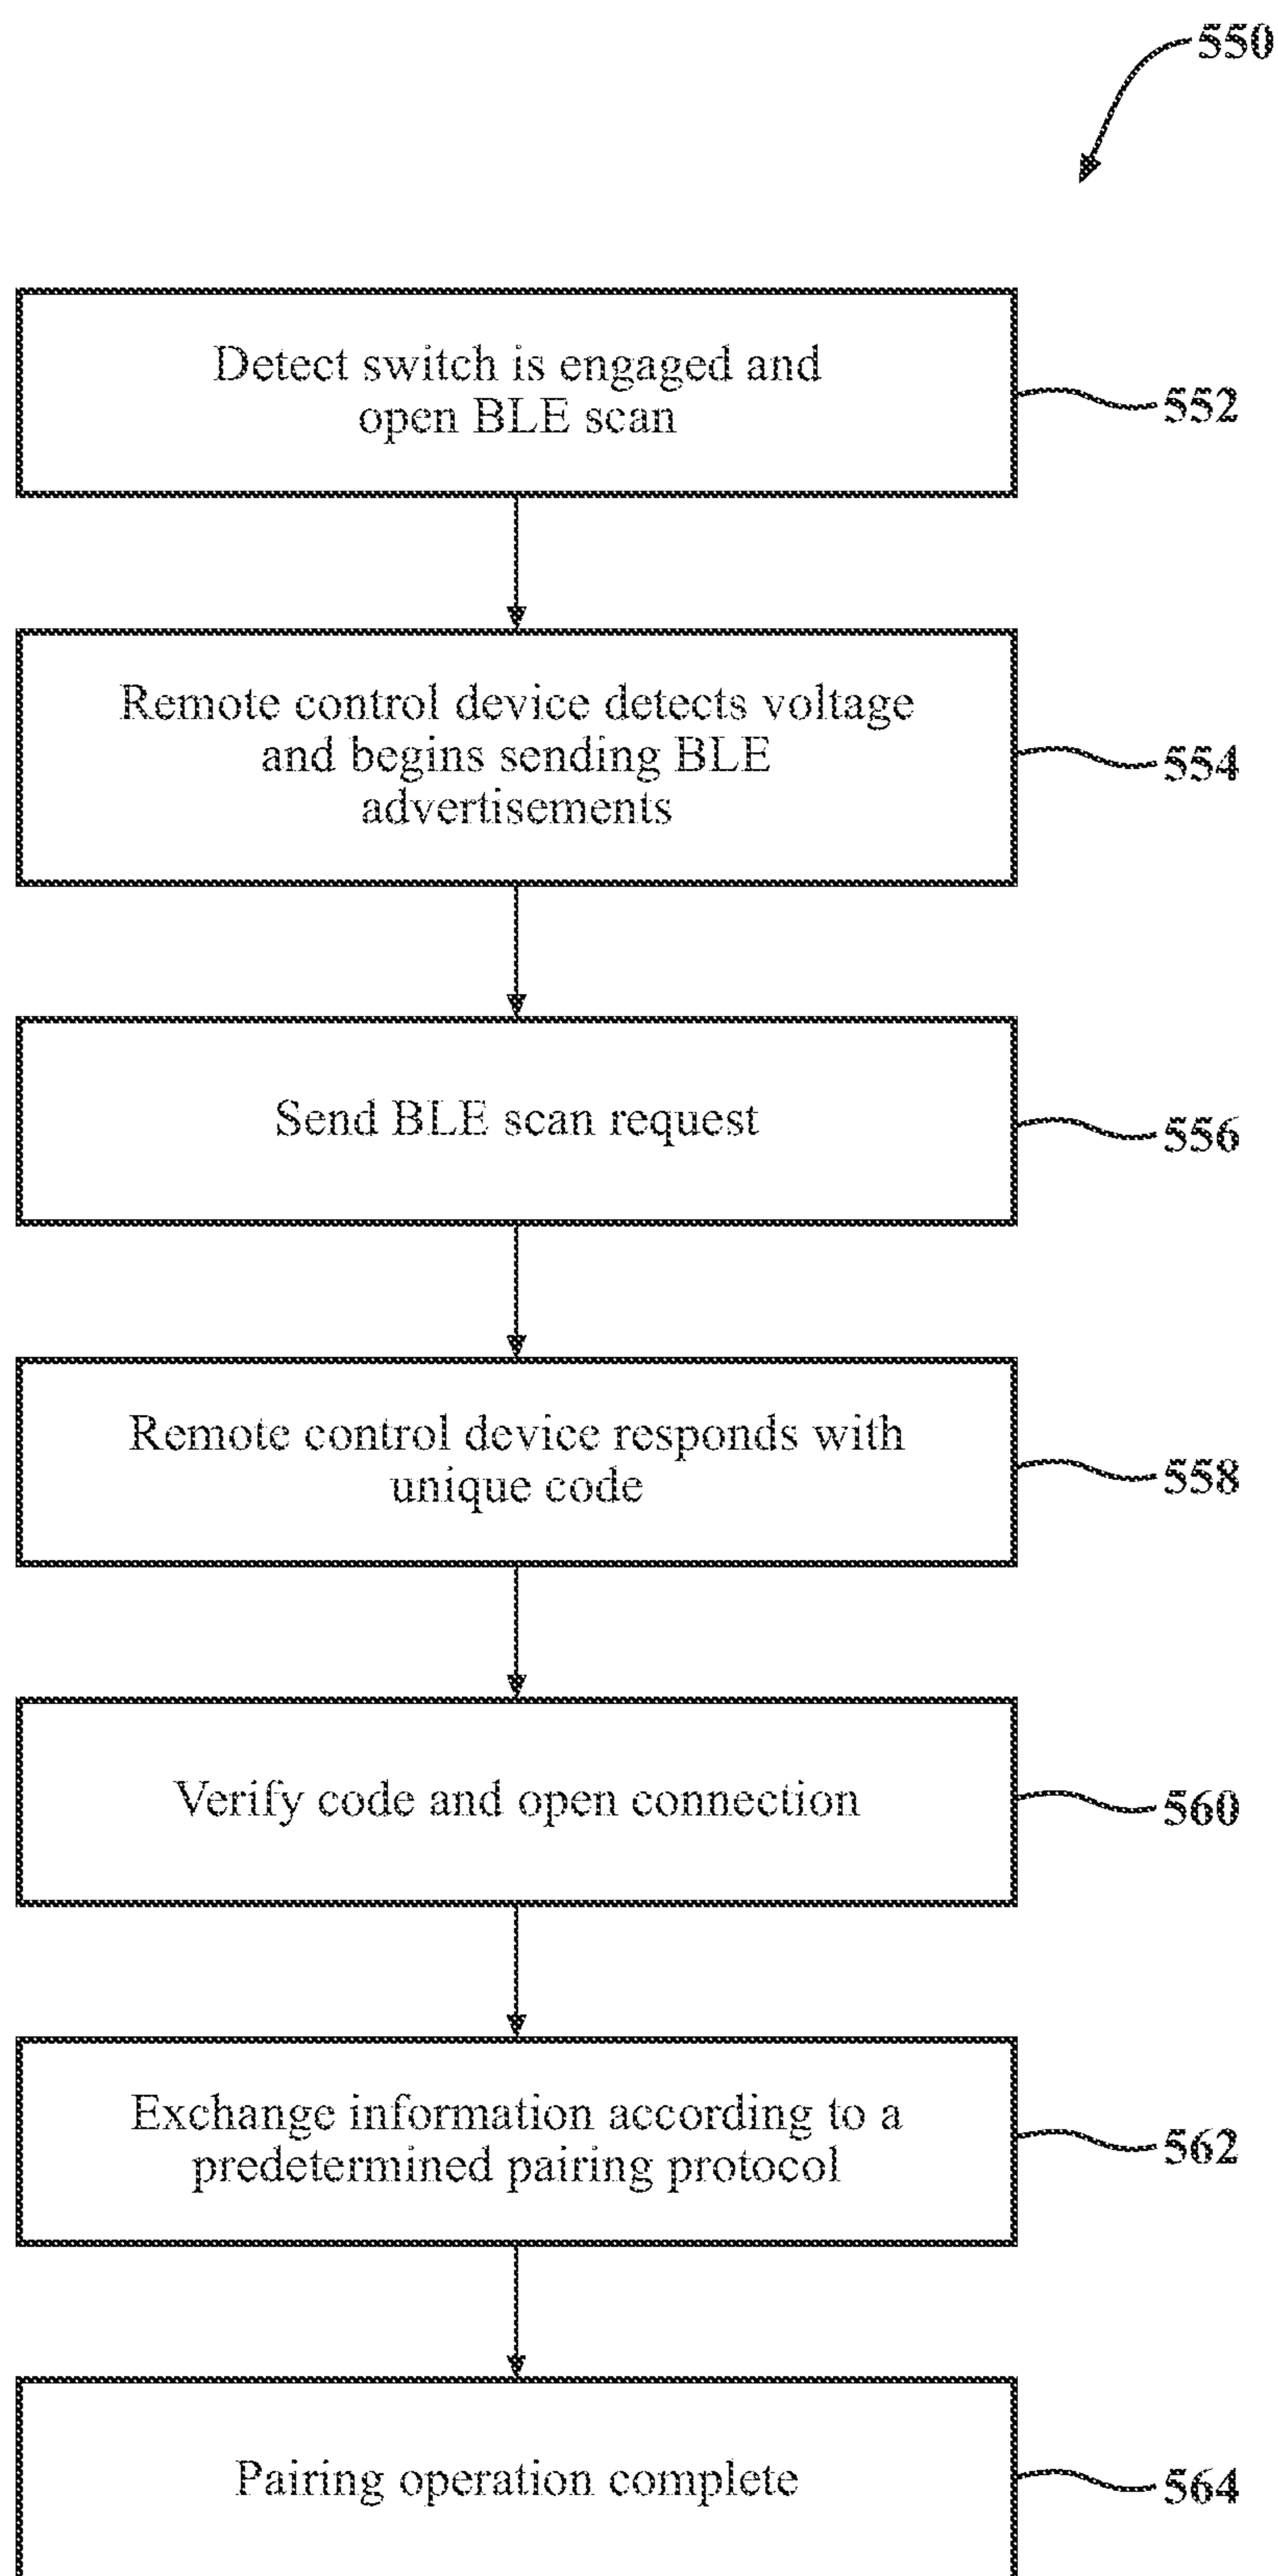 550
Detect switch is engaged and
open BLE scan
552
Remote control device detects voltage
and begins sending BLE
advertisements
554
Send BLE scan request
556
Remote control device responds with
unique code
558
Verify code and open connection
560
Exchange information according to a
predetermined pairing protocol
562
Pairing operation complete
564